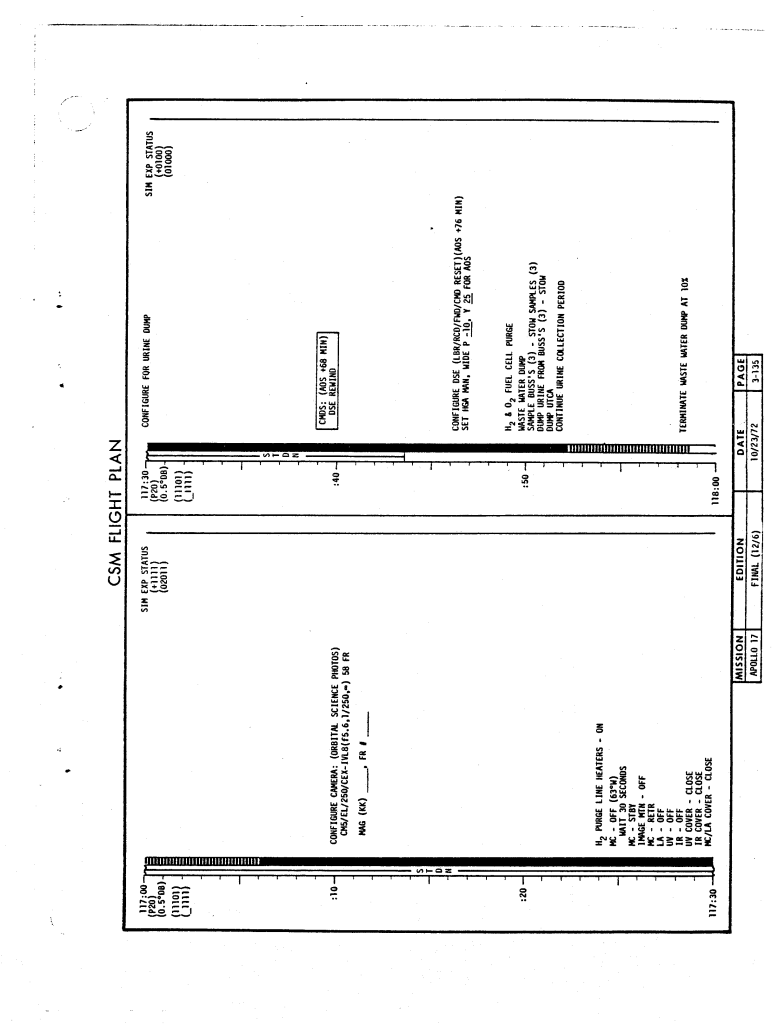 CSM FLIGHT PLAN
117:00
(P20)
(0.5°DB)
(11101)
(_1111)
:10
:20
117:30
S
T
D
N
SIM EXP STATUS
(+1111)
(02011)
CONFIGURE CAMERA: (ORBITAL SCIENCE PHOTOS)
CM5/EL/250/CEX-IVL8(f5.6,1/250,∞) 58 FR
MAG (KK) ____, FR # _____
H2 PURGE LINE HEATERS - ON
MC - OFF (63°W)
WAIT 30 SECONDS
MC - STBY
IMAGE MTN - OFF
MC - RETR
LA - OFF
UV - OFF
IR - OFF
UV COVER - CLOSE
IR COVER - CLOSE
MC/LA COVER - CLOSE
117:30
(P20)
(0.5°DB)
(11101)
(_1111)
:40
:50
118:00
S
T
D
N
CONFIGURE FOR URINE DUMP
SIM EXP STATUS
(+0100)
(01000)
CMDS: (AOS +68 MIN)
DSE REWIND
CONFIGURE DSE (LBR/RCD/FWD/CMD RESET)(AOS +76 MIN)
SET HGA MAN, WIDE P -10, Y 25 FOR AOS
H2 & O2 FUEL CELL PURGE
WASTE WATER DUMP
SAMPLE BUSS'S (3) - STOW SAMPLES (3)
DUMP URINE FROM BUSS'S (3) - STOW
DUMP UTCA
CONTINUE URINE COLLECTION PERIOD
TERMINATE WASTE WATER DUMP AT 10%
MISSION EDITION DATE PAGE
APOLLO 17 FINAL (12/6) 10/23/72 3-135